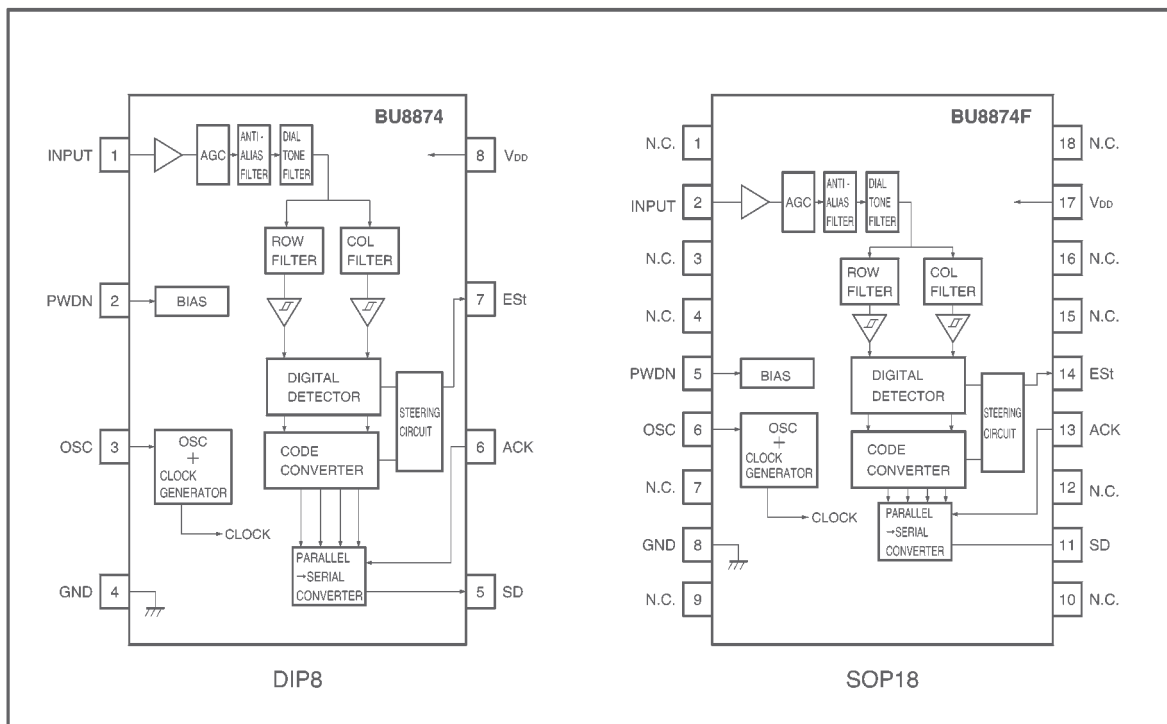 BU8874
INPUT 1
AGC
ANTI-
ALIAS
FILTER
DIAL
TONE
FILTER
8 VDD
ROW
FILTER
COL
FILTER
PWDN 2
BIAS
7 ESt
DIGITAL
DETECTOR
STEERING
CIRCUIT
OSC 3
OSC
+
CLOCK
GENERATOR
CODE
CONVERTER
6 ACK
CLOCK
PARALLEL
→SERIAL
CONVERTER
GND 4
5 SD
DIP8
BU8874F
N.C. 1
18 N.C.
INPUT 2
AGC
ANTI-
ALIAS
FILTER
DIAL
TONE
FILTER
17 VDD
N.C. 3
ROW
FILTER
COL
FILTER
16 N.C.
N.C. 4
15 N.C.
PWDN 5
BIAS
DIGITAL
DETECTOR
14 ESt
STEERING
CIRCUIT
OSC 6
OSC
+
CLOCK
GENERATOR
CODE
CONVERTER
13 ACK
N.C. 7
12 N.C.
CLOCK
PARALLEL
→SERIAL
CONVERTER
GND 8
11 SD
N.C. 9
10 N.C.
SOP18